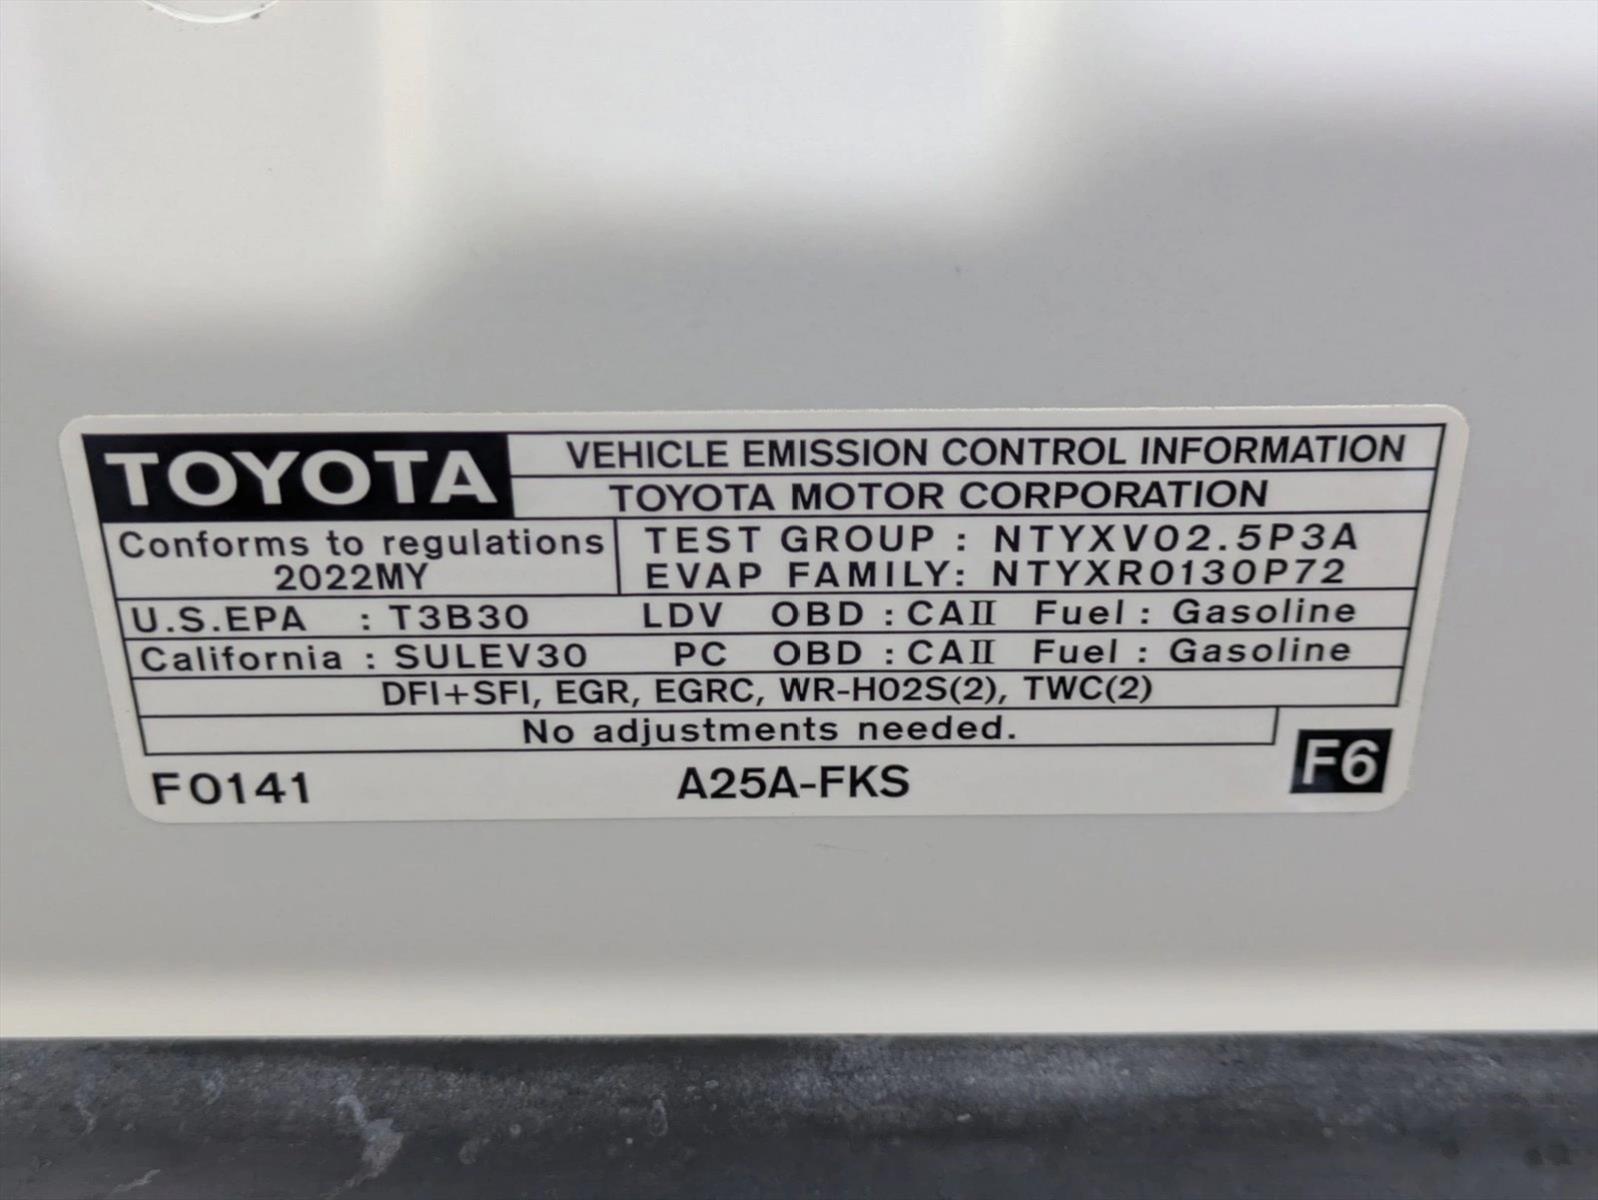 TOYOTA
VEHICLE EMISSION CONTROL INFORMATION
TOYOTA MOTOR CORPORATION
Conforms to regulations
2022MY
TEST GROUP : NTYXV02.5P3A
EVAP FAMILY: NTYXR0130P72
U.S.EPA : T3B30 LDV OBD : CAⅡ Fuel : Gasoline
California : SULEV30 PC OBD : CAⅡ Fuel : Gasoline
DFI+SFI, EGR, EGRC, WR-HO2S(2), TWC(2)
No adjustments needed.
F0141 A25A-FKS F6